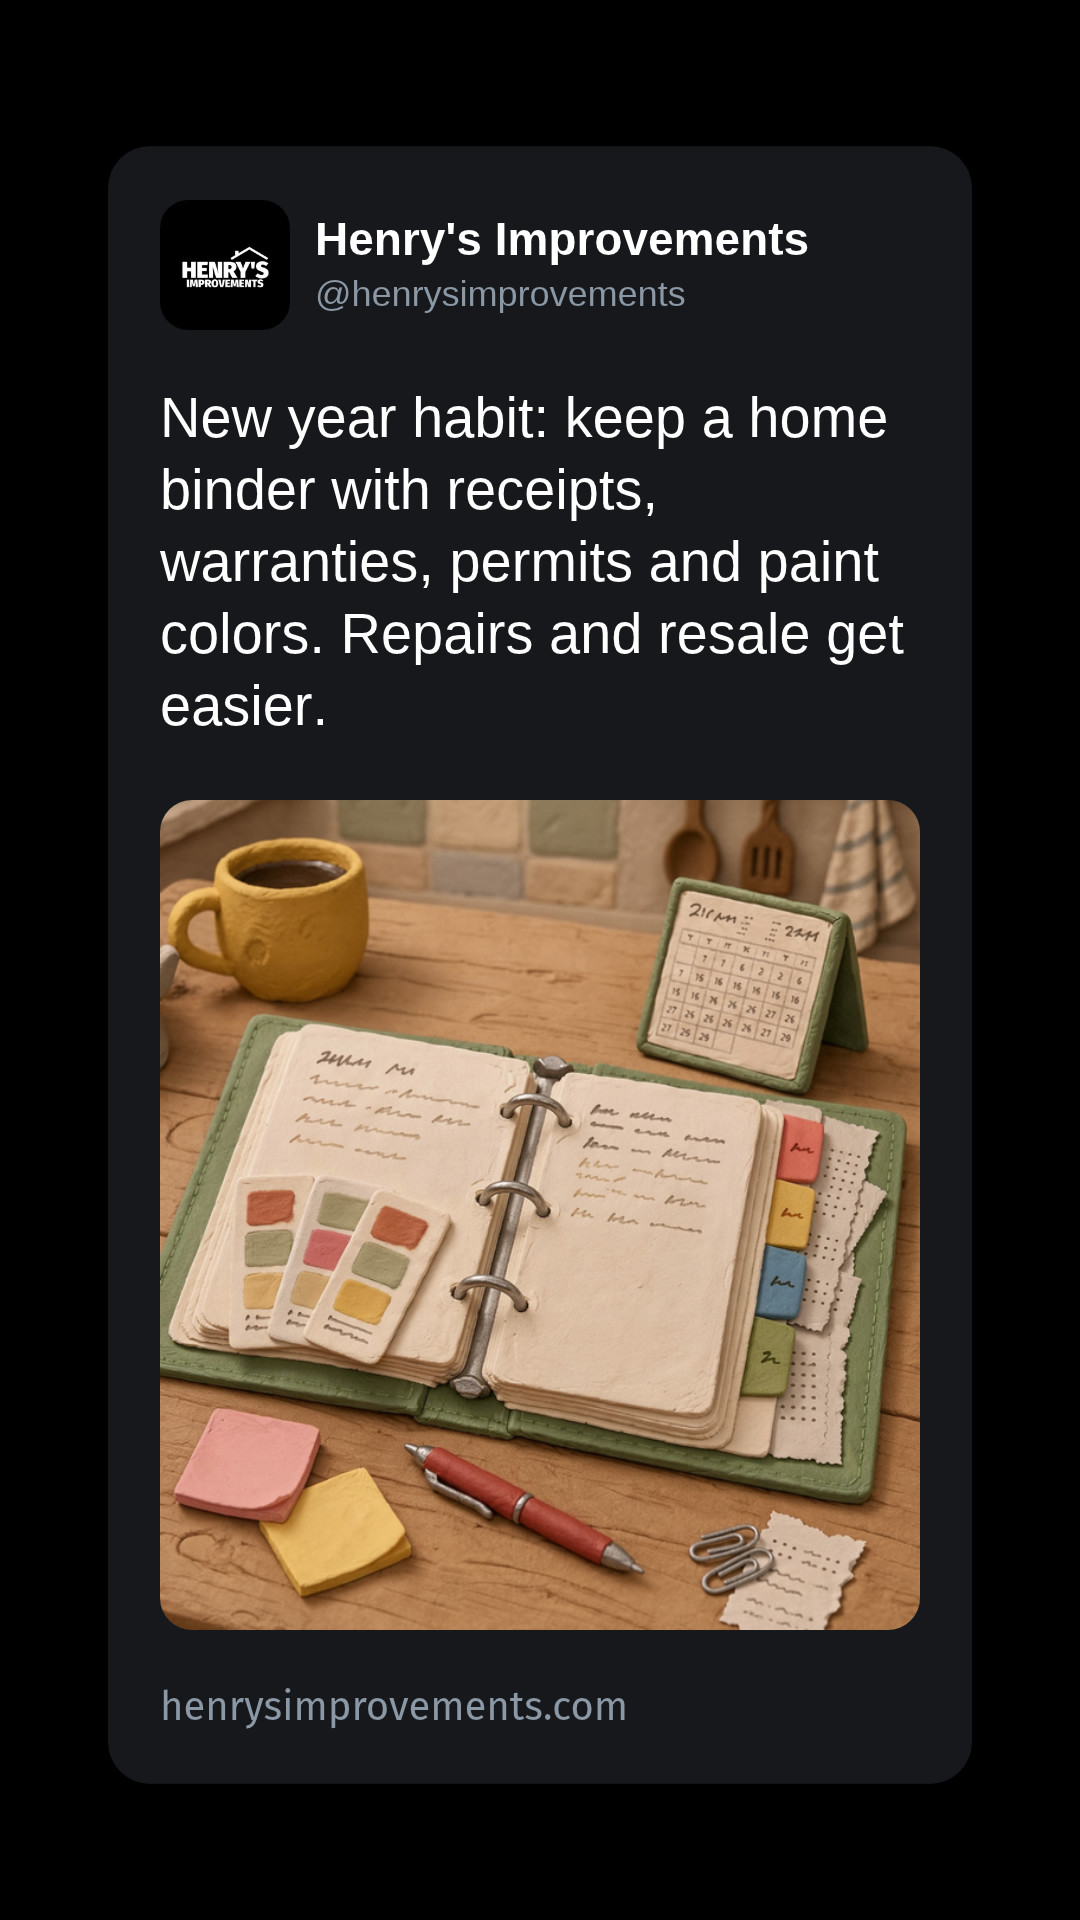 HENRY'S
IMPROVEMENTS
Henry's Improvements
@henrysimprovements
New year habit: keep a home
binder with receipts,
warranties, permits and paint
colors. Repairs and resale get
easier.
henrysimprovements.com